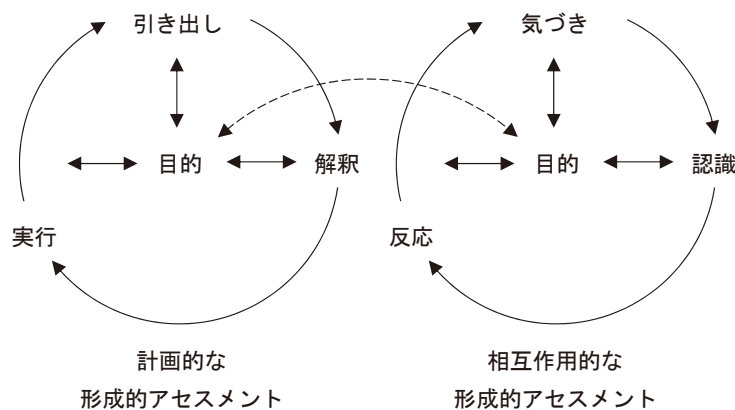 引き出し
目的
解釈
実行
計画的な
形成的アセスメント
気づき
目的
認識
反応
相互作用的な
形成的アセスメント